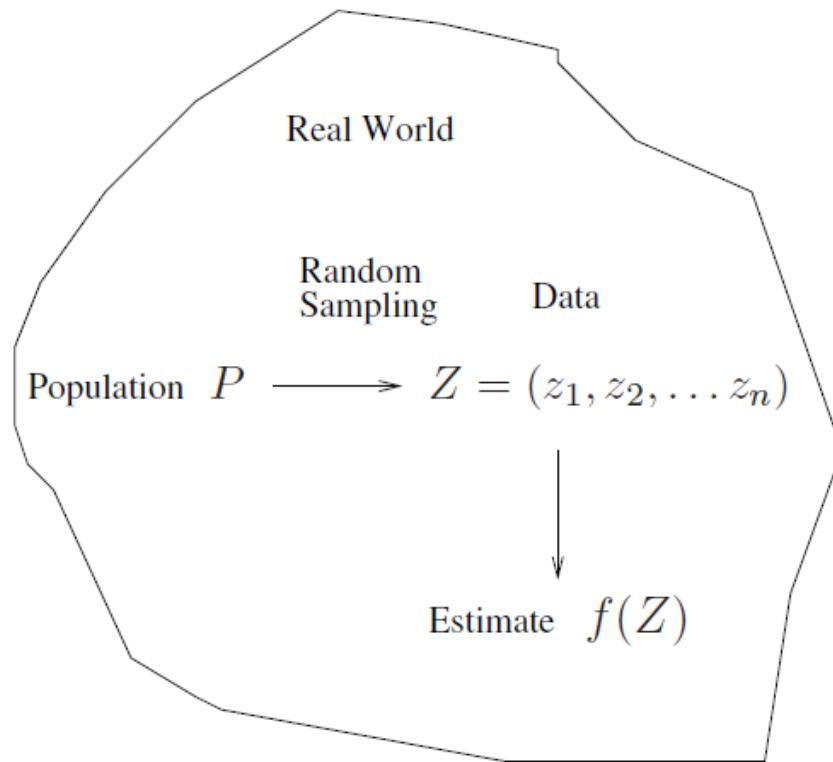 Real World
Random
Sampling
Data
Population P
Z = (z₁, z₂, . . . zₙ)
Estimate f(Z)